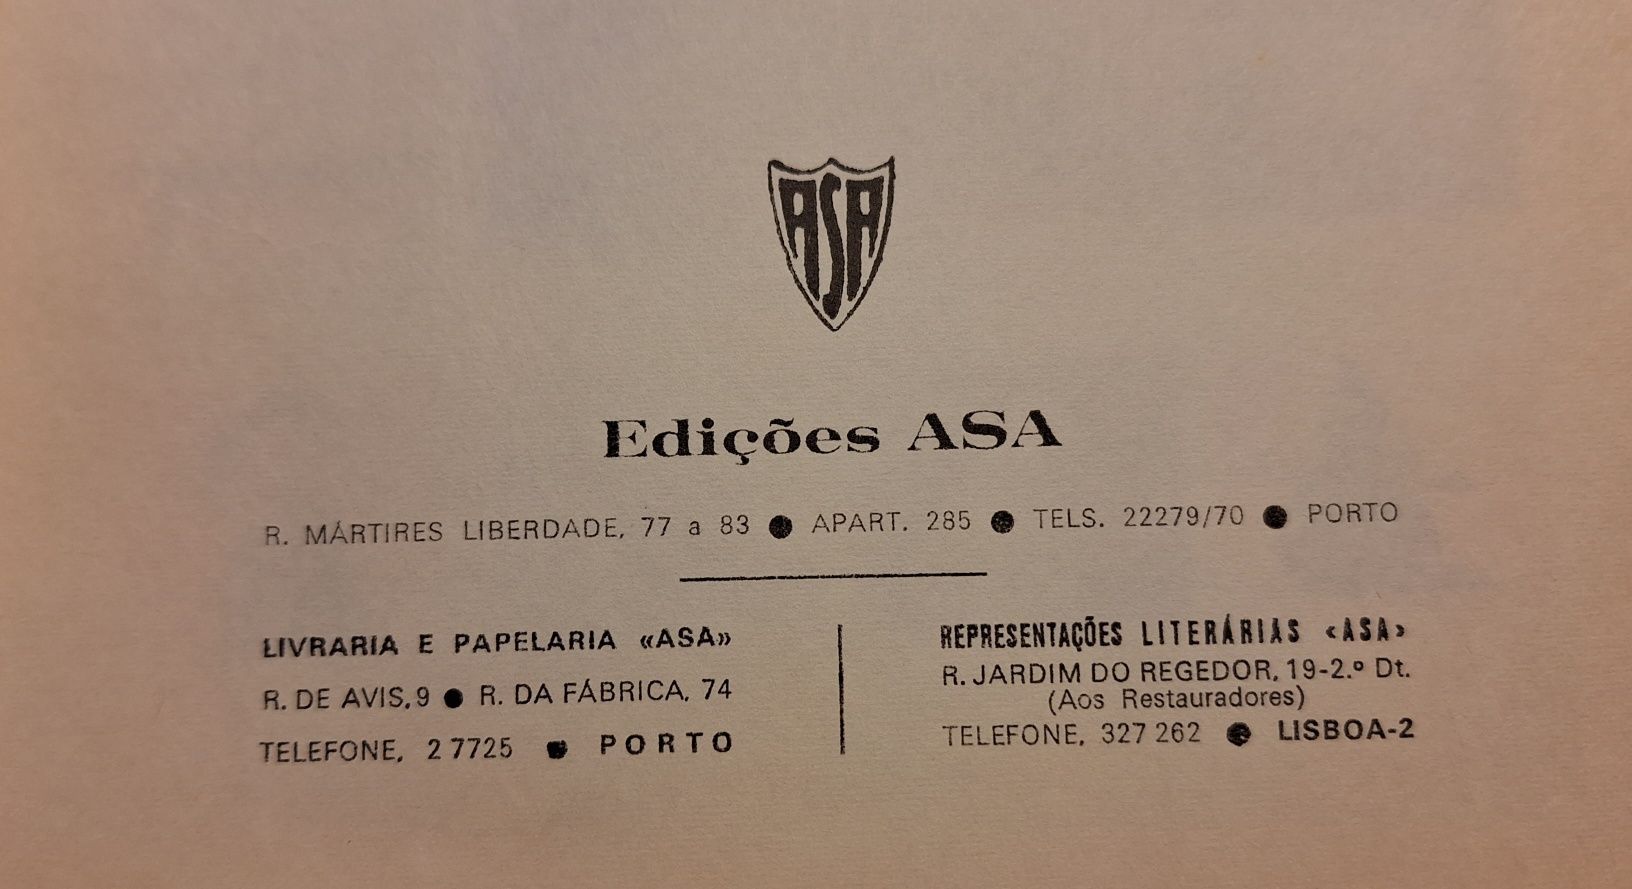 ASA
Edições ASA
R. MÁRTIRES LIBERDADE, 77 a 83 ● APART. 285 ● TELS. 22279/70 ● PORTO
LIVRARIA E PAPELARIA «ASA»
R. DE AVIS, 9 ● R. DA FÁBRICA, 74
TELEFONE, 2 7725 ● PORTO
REPRESENTAÇÕES LITERÁRIAS «ASA»
R. JARDIM DO REGEDOR, 19-2.º Dt.
(Aos Restauradores)
TELEFONE, 327 262 ● LISBOA-2